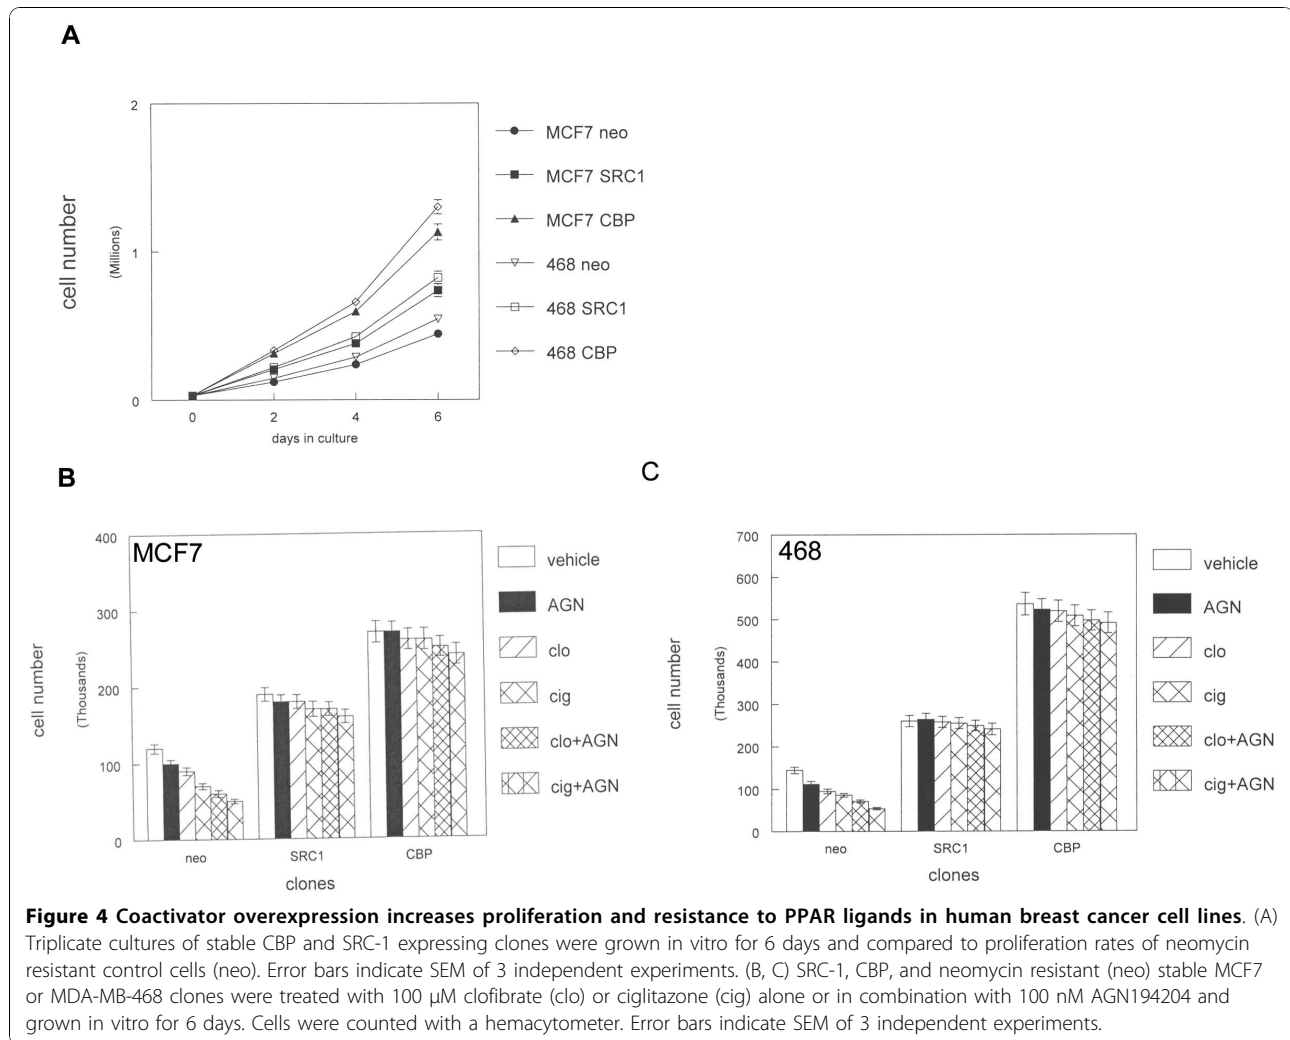 A
2
1
0
cell number
(Millions)
0 2 4 6
days in culture
MCF7 neo
MCF7 SRC1
MCF7 CBP
468 neo
468 SRC1
468 CBP
B
400
300
200
100
0
cell number
(Thousands)
MCF7
neo SRC1 CBP
clones
vehicle
AGN
clo
cig
clo+AGN
cig+AGN
C
700
600
500
400
300
200
100
0
cell number
(Thousands)
468
neo SRC1 CBP
clones
vehicle
AGN
clo
cig
clo+AGN
cig+AGN
Figure 4 Coactivator overexpression increases proliferation and resistance to PPAR ligands in human breast cancer cell lines. (A)
Triplicate cultures of stable CBP and SRC-1 expressing clones were grown in vitro for 6 days and compared to proliferation rates of neomycin
resistant control cells (neo). Error bars indicate SEM of 3 independent experiments. (B, C) SRC-1, CBP, and neomycin resistant (neo) stable MCF7
or MDA-MB-468 clones were treated with 100 μM clofibrate (clo) or ciglitazone (cig) alone or in combination with 100 nM AGN194204 and
grown in vitro for 6 days. Cells were counted with a hemacytometer. Error bars indicate SEM of 3 independent experiments.